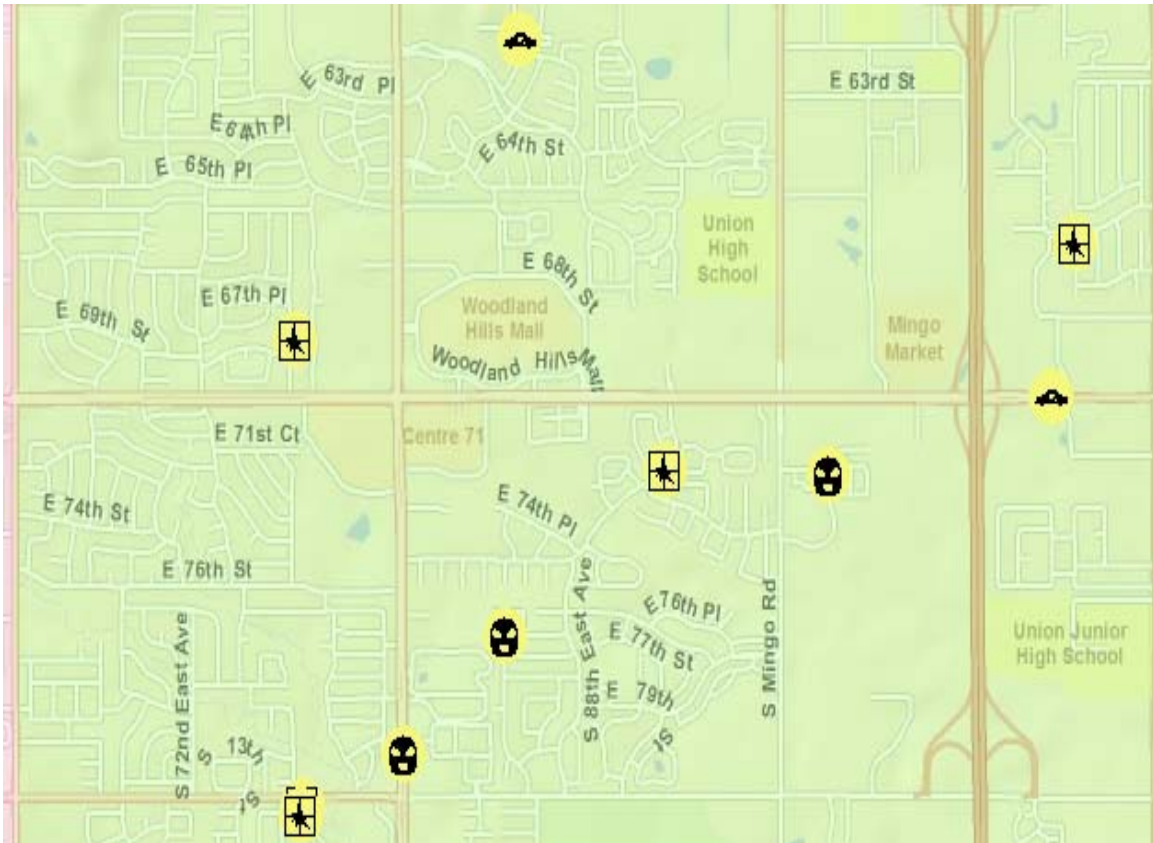 E 63rd Pl
E 63rd St
E 64th Pl
E 64th St
E 65th Pl
Union
High
School
E 68th St
E 67th Pl
E 69th St
Woodland
Hills Mall
Mingo
Market
Woodland Hills Mall
E 71st Ct
Centre 71
E 74th St
E 74th Pl
E 76th St
E 76th Pl
S 88th East Ave
S Mingo Rd
E 77th St
Union Junior
High School
S 72nd East Ave
E 79th St
S 13th St